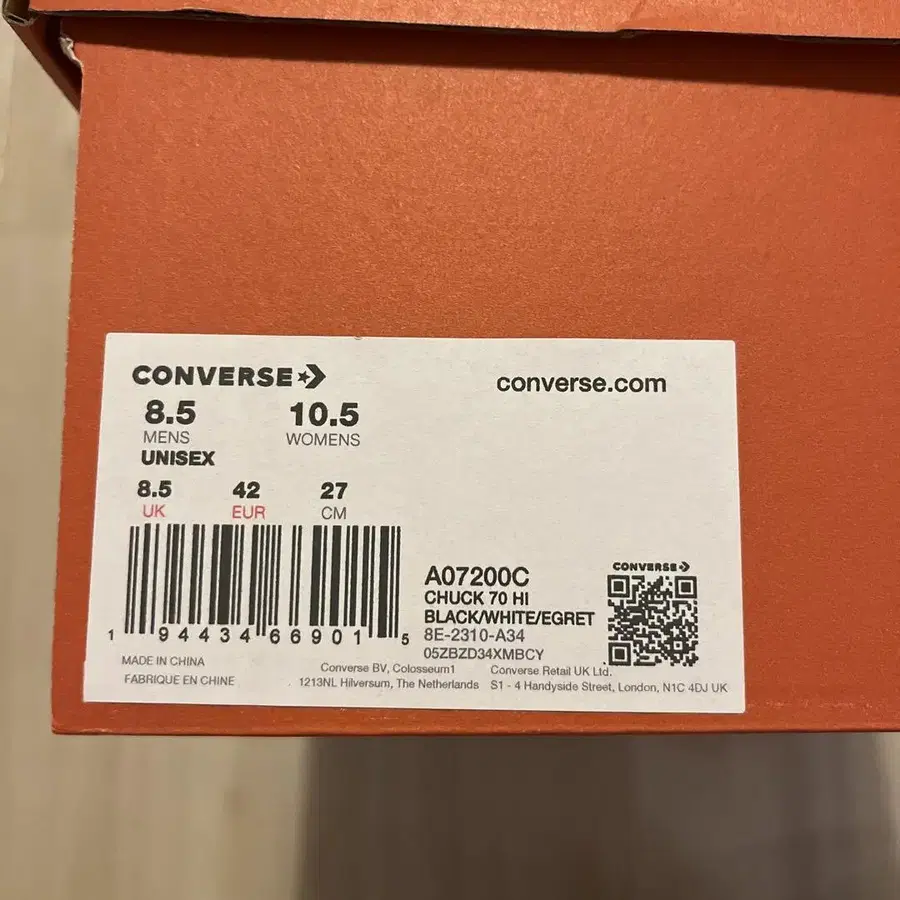 CONVERSE
converse.com
8.5 10.5
MENS WOMENS
UNISEX
8.5 42 27
UK EUR CM
1 94434 66901 5
A07200C
CHUCK 70 HI
BLACK/WHITE/EGRET
8E-2310-A34
05ZBZD34XMBCY
CONVERSE
MADE IN CHINA
FABRIQUE EN CHINE
Converse BV, Colosseum1
1213NL Hilversum, The Netherlands
Converse Retail UK Ltd.
S1 - 4 Handyside Street, London, N1C 4DJ UK